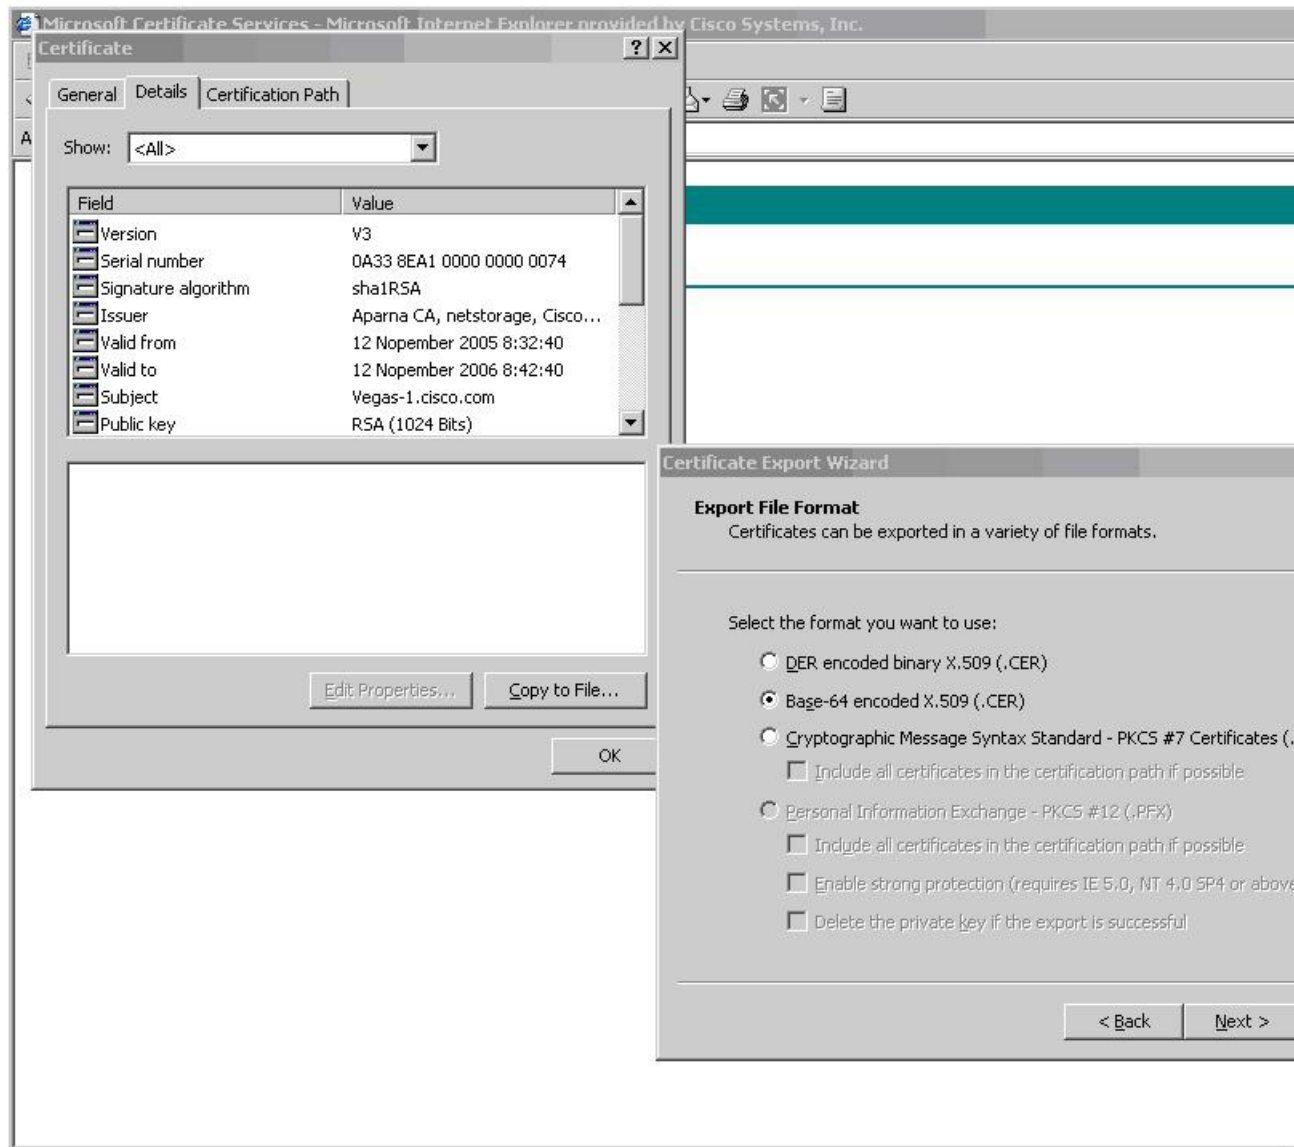 Microsoft Certificate Services - Microsoft Internet Explorer provided by Cisco Systems, Inc.
Certificate
General Details Certification Path
A
Show: <All>
Field Value
Version V3
Serial number 0A33 8EA1 0000 0000 0074
Signature algorithm sha1RSA
Issuer Aparna CA, netstorage, Cisco...
Valid from 12 Nopember 2005 8:32:40
Valid to 12 Nopember 2006 8:42:40
Subject Vegas-1.cisco.com
Public key RSA (1024 Bits)
Edit Properties... Copy to File...
OK
Certificate Export Wizard
Export File Format
Certificates can be exported in a variety of file formats.
Select the format you want to use:
DER encoded binary X.509 (.CER)
Base-64 encoded X.509 (.CER)
Cryptographic Message Syntax Standard - PKCS #7 Certificates (.
Include all certificates in the certification path if possible
Personal Information Exchange - PKCS #12 (.PFX)
Include all certificates in the certification path if possible
Enable strong protection (requires IE 5.0, NT 4.0 SP4 or above
Delete the private key if the export is successful
< Back Next >